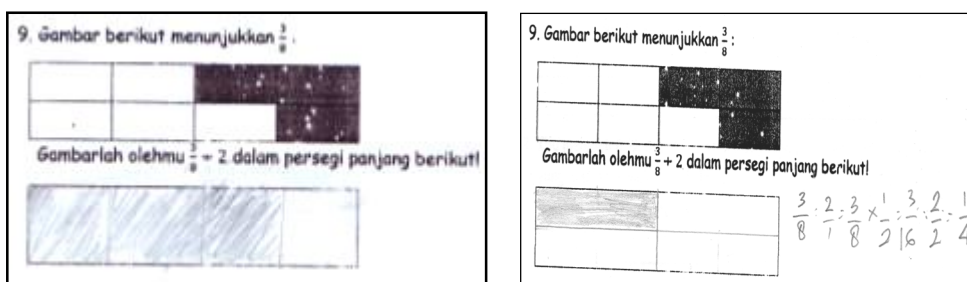 9. Gambar berikut menunjukkan 3/8 .
Gambarlah olehmu 3/8 ÷ 2 dalam persegi panjang berikut!
9. Gambar berikut menunjukkan 3/8 :
Gambarlah olehmu 3/8 ÷ 2 dalam persegi panjang berikut!
3/8 : 2/1 = 3/8 × 1/2 = 3/16 : 2/2 = 1/4